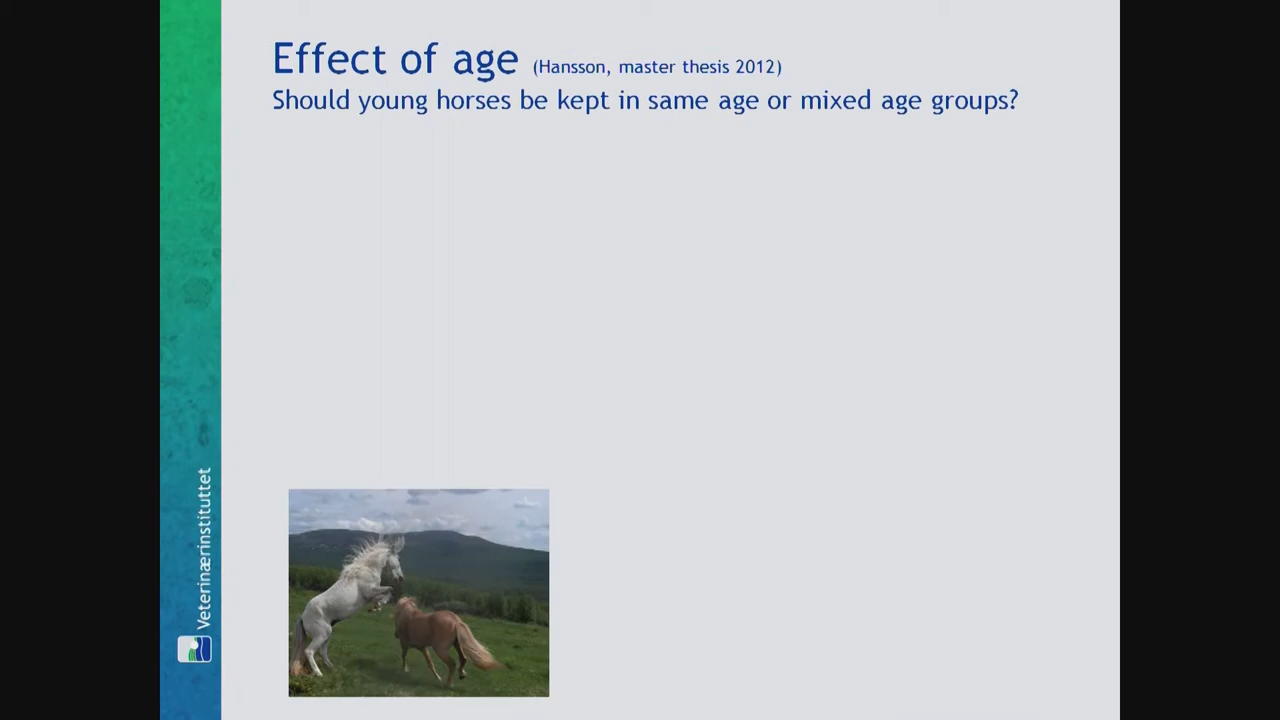 Effect of age (Hansson, master thesis 2012)
Should young horses be kept in same age or mixed age groups?
Veterinærinstituttet